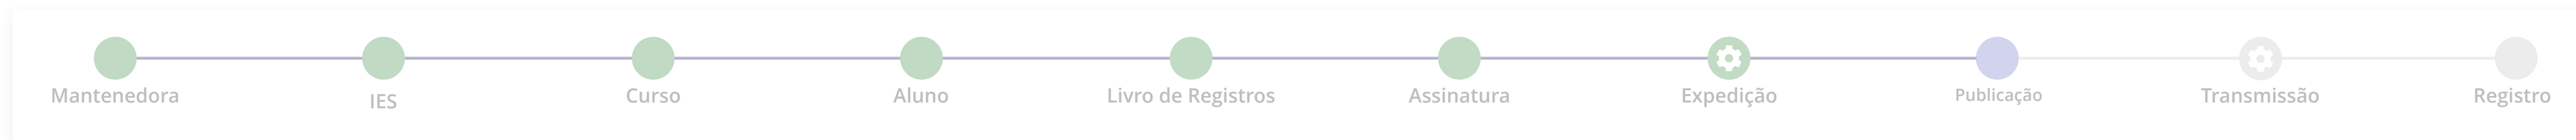 Mantenedora
IES
Curso
Aluno
Livro de Registros
Assinatura
Expedição
Publicação
Transmissão
Registro